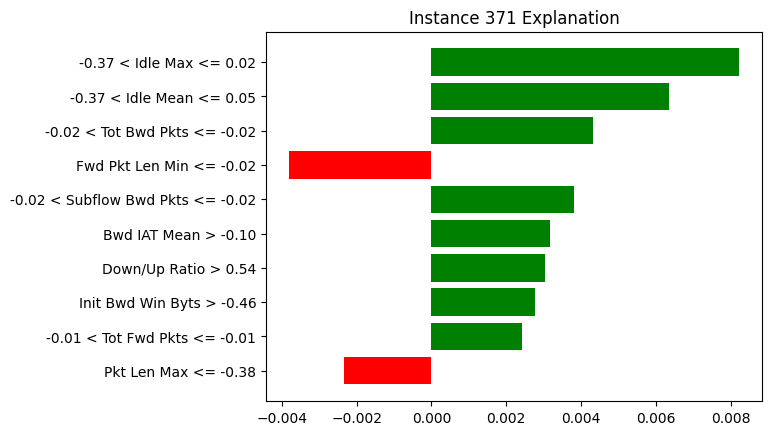 Instance 371 Explanation
-0.37 < Idle Max <= 0.02
-0.37 < Idle Mean <= 0.05
-0.02 < Tot Bwd Pkts <= -0.02
Fwd Pkt Len Min <= -0.02
-0.02 < Subflow Bwd Pkts <= -0.02
Bwd IAT Mean > -0.10
Down/Up Ratio > 0.54
Init Bwd Win Byts > -0.46
-0.01 < Tot Fwd Pkts <= -0.01
Pkt Len Max <= -0.38
−0.004 −0.002 0.000 0.002 0.004 0.006 0.008